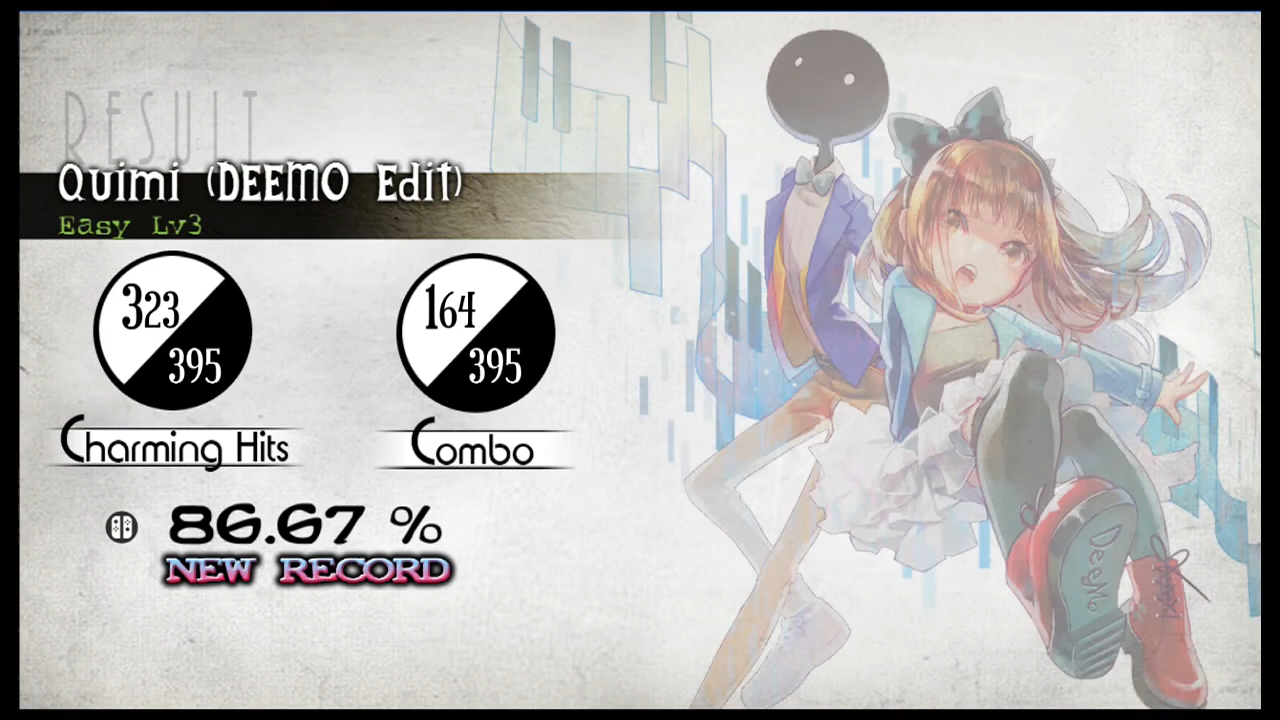 RESULT
Quimi (DEEMO Edit)
Easy Lv3
323
395
Charming Hits
164
395
Combo
86.67 %
NEW RECORD
DeeMo